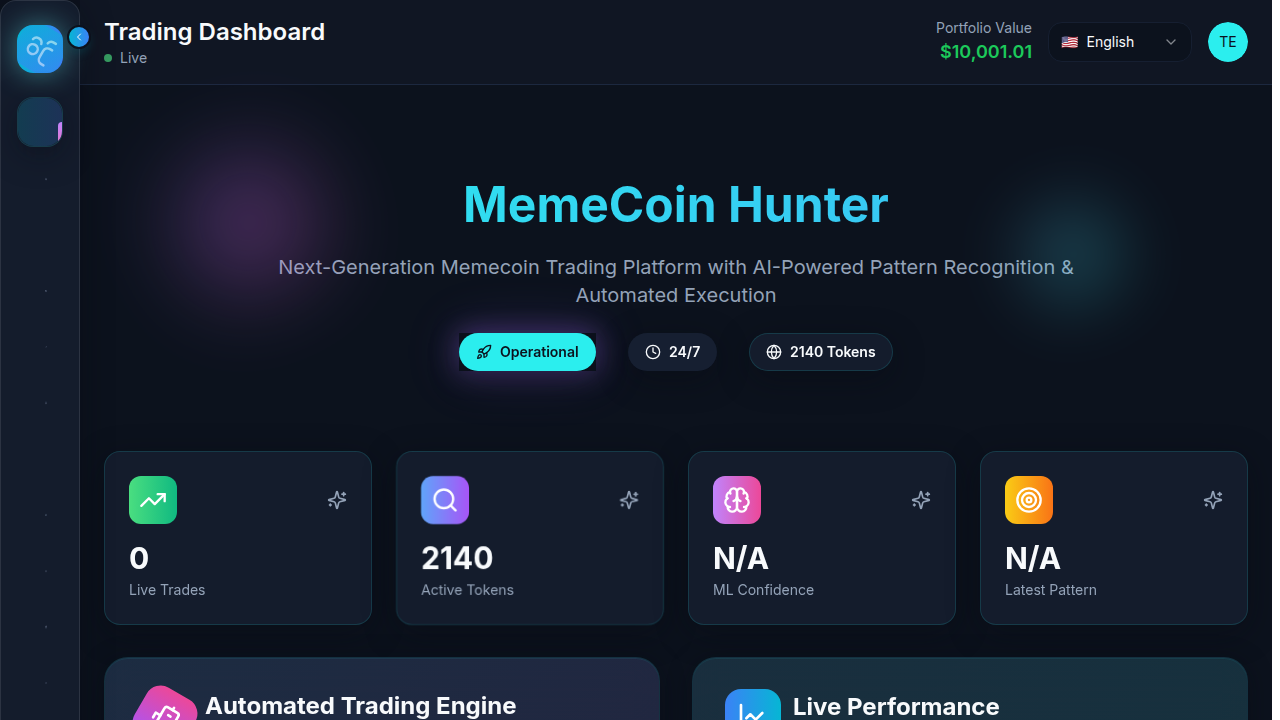 Trading Dashboard
Live
Portfolio Value
$10,001.01
English
TE
MemeCoin Hunter
Next-Generation Memecoin Trading Platform with AI-Powered Pattern Recognition &
Automated Execution
Operational
24/7
2140 Tokens
0
Live Trades
2140
Active Tokens
N/A
ML Confidence
N/A
Latest Pattern
Automated Trading Engine
Live Performance